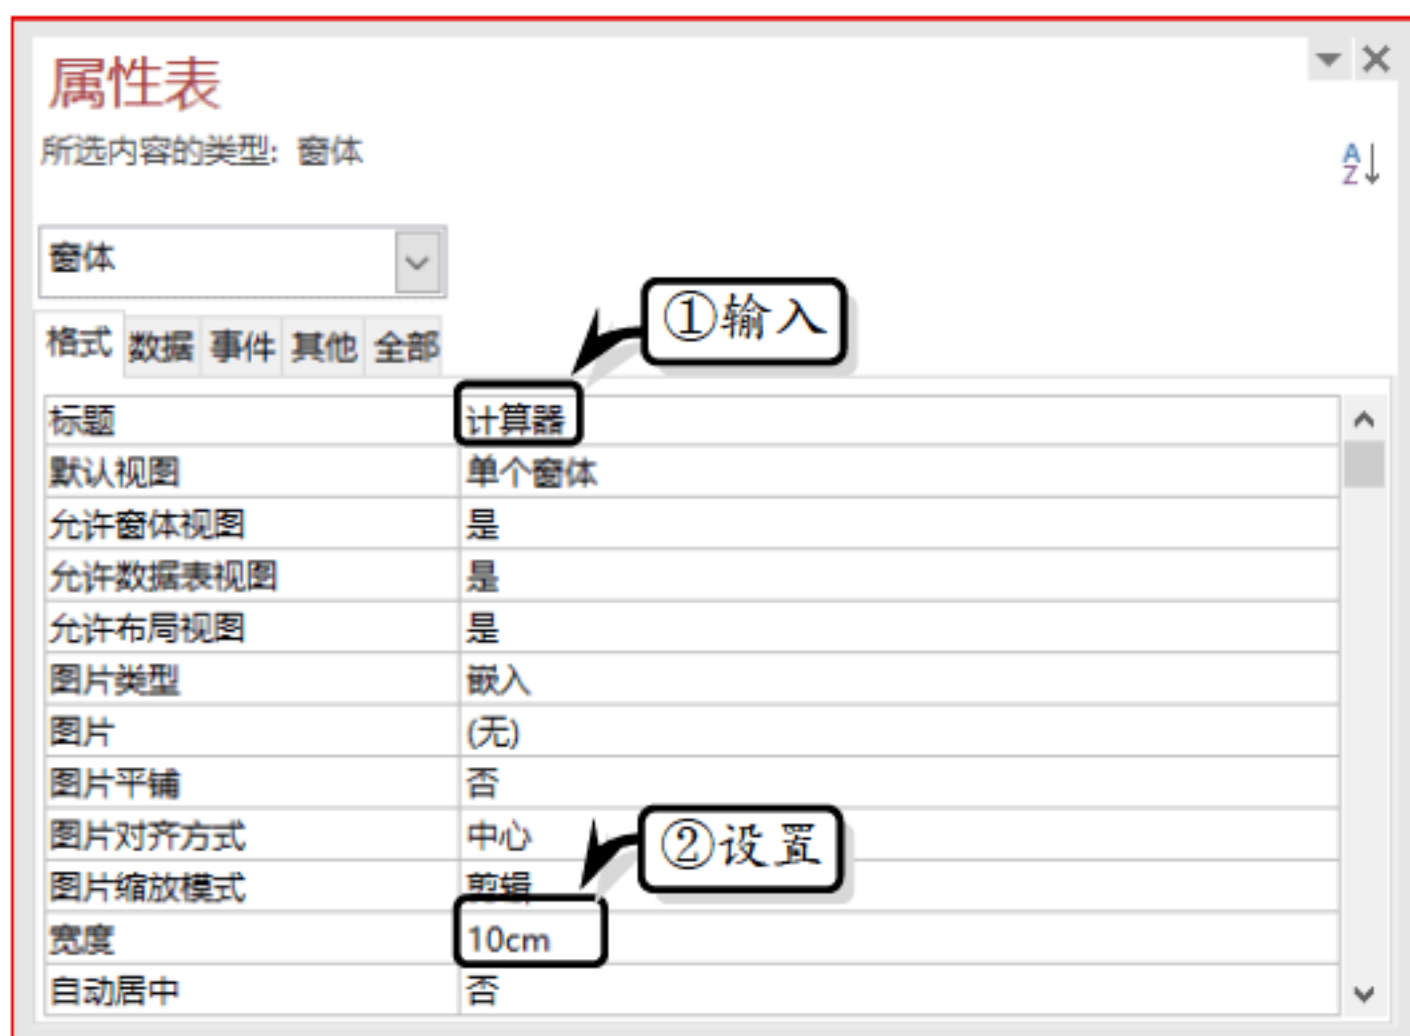 属性表
所选内容的类型: 窗体
A
Z
窗体
①输入
格式 数据 事件 其他 全部
标题 计算器
默认视图 单个窗体
允许窗体视图 是
允许数据表视图 是
允许布局视图 是
图片类型 嵌入
图片 (无)
图片平铺 否
图片对齐方式 中心
②设置
图片缩放模式 剪辑
宽度 10cm
自动居中 否